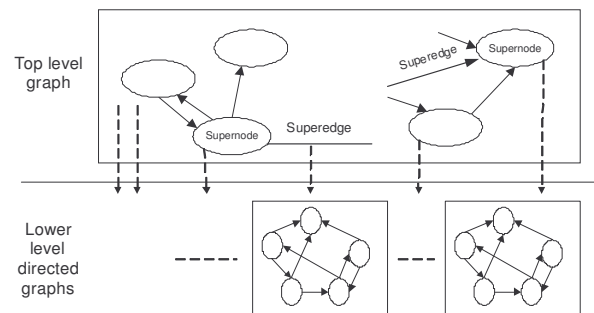 Top level
graph
Supernode
Superedge
Superedge
Supernode
Lower
level
directed
graphs